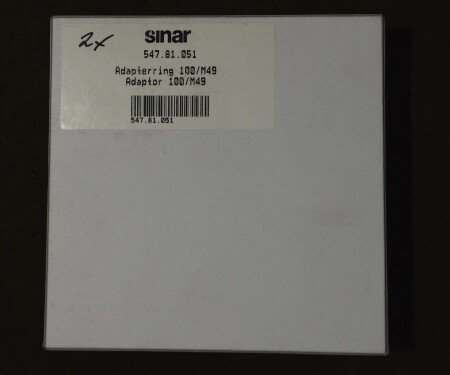 2x
sinar
547.81.051
Adapterring 100/M49
Adaptor 100/M49
547.81.051